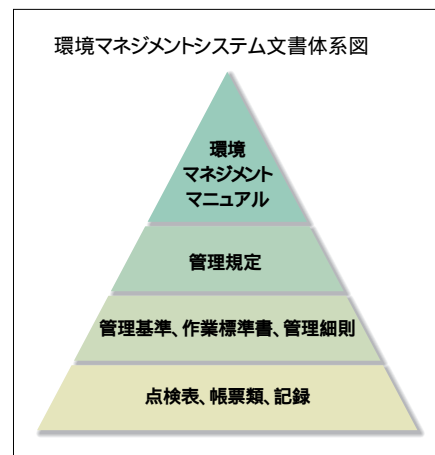 環境マネジメントシステム文書体系図
環境
マネジメント
マニュアル
管理規定
管理基準、作業標準書、管理細則
点検表、帳票類、記録